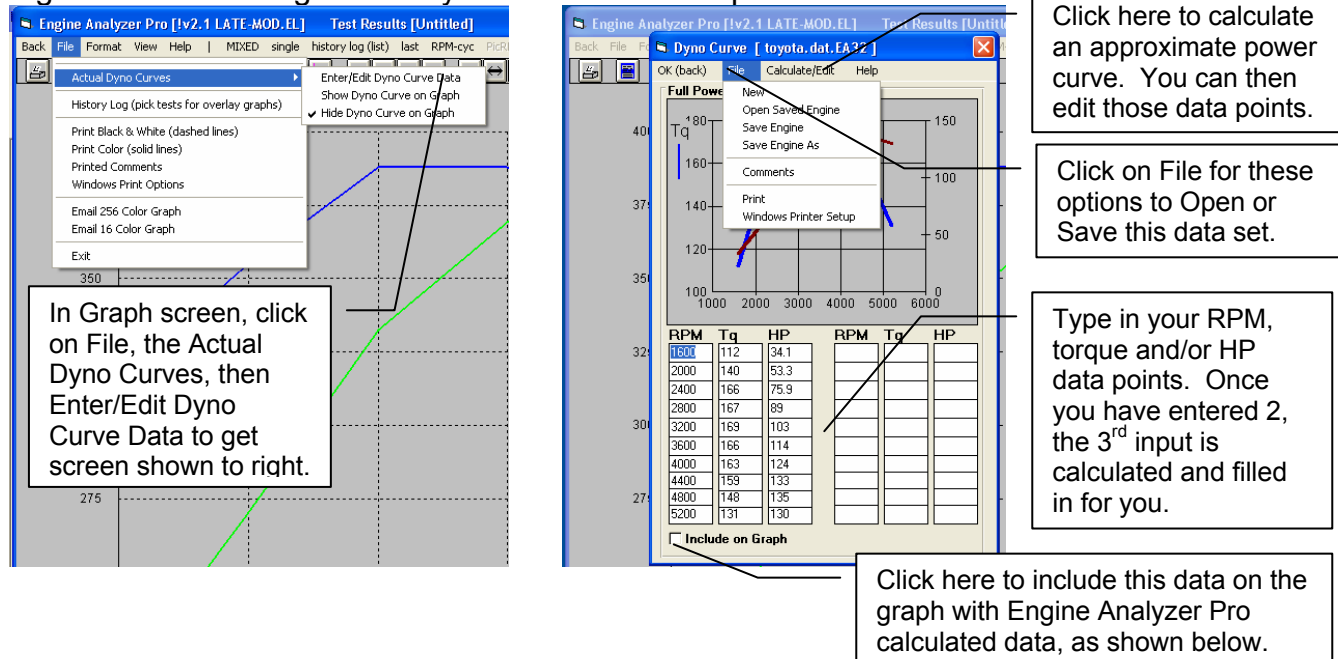 Engine Analyzer Pro [!v2.1 LATE-MOD.EL] Test Results [Untitled]
Back File Format View Help | MIXED single history log (list) last RPM-cyc
Actual Dyno Curves
History Log (pick tests for overlay graphs)
Print Black & White (dashed lines)
Print Color (solid lines)
Printed Comments
Windows Print Options
Email 256 Color Graph
Email 16 Color Graph
Exit
Enter/Edit Dyno Curve Data
Show Dyno Curve on Graph
Hide Dyno Curve on Graph
350
275
In Graph screen, click
on File, the Actual
Dyno Curves, then
Enter/Edit Dyno
Curve Data to get
screen shown to right.
Engine Analyzer Pro [!v2.1 LATE-MOD.EL] Test Results [Untitl
Back File
Dyno Curve [ toyota.dat.EA32 ]
OK (back) File Calculate/Edit Help
Full Pow
New
Open Saved Engine
Save Engine
Save Engine As
Comments
Print
Windows Printer Setup
Tq
180
160
140
120
100
150
100
50
0
1000 2000 3000 4000 5000 6000
RPM Tq HP RPM Tq HP
1600 112 34.1
2000 140 53.3
2400 166 75.9
2800 167 89
3200 169 103
3600 166 114
4000 163 124
4400 159 133
4800 148 135
5200 131 130
Include on Graph
Click here to calculate
an approximate power
curve. You can then
edit those data points.
Click on File for these
options to Open or
Save this data set.
Type in your RPM,
torque and/or HP
data points. Once
you have entered 2,
the 3rd input is
calculated and filled
in for you.
Click here to include this data on the
graph with Engine Analyzer Pro
calculated data, as shown below.